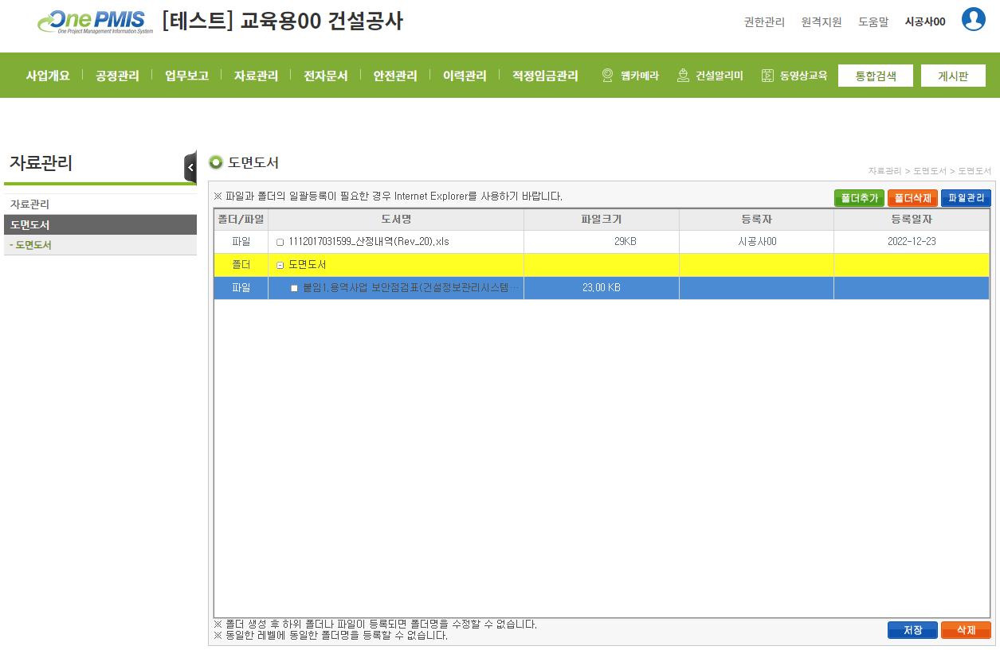 One PMIS
One Project Management Information System
[테스트] 교육용00 건설공사
권한관리 원격지원 도움말 시공사00
사업개요 공정관리 업무보고 자료관리 전자문서 안전관리 이력관리 적정임금관리 웹카메라 건설알리미 동영상교육 통합검색 게시판
자료관리
자료관리
도면도서
- 도면도서
도면도서
자료관리 > 도면도서 > 도면도서
※ 파일과 폴더의 일괄등록이 필요한 경우 Internet Explorer를 사용하기 바랍니다.
폴더추가 폴더삭제 파일관리
폴더/파일 도서명 파일크기 등록자 등록일자
파일 1112017031599_산정내역(Rev_20).xls 29KB 시공사00 2022-12-23
폴더 도면도서
파일 붙임1.용역사업 보안점검표(건설정보관리시스템… 23.00 KB
※ 폴더 생성 후 하위 폴더나 파일이 등록되면 폴더명을 수정할 수 없습니다.
※ 동일한 레벨에 동일한 폴더명을 등록할 수 없습니다.
저장 삭제